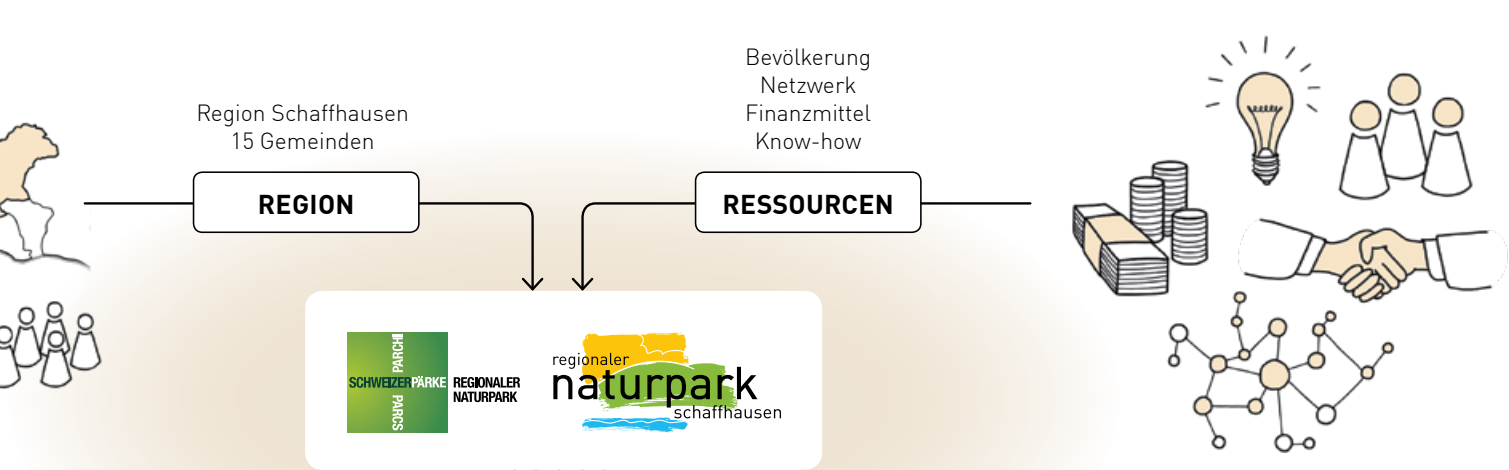 Region Schaffhausen
15 Gemeinden
REGION
Bevölkerung
Netzwerk
Finanzmittel
Know-how
RESSOURCEN
PARCHI
SCHWEIZER PÄRKE
PARCS
REGIONALER
NATURPARK
regionaler
naturpark
schaffhausen